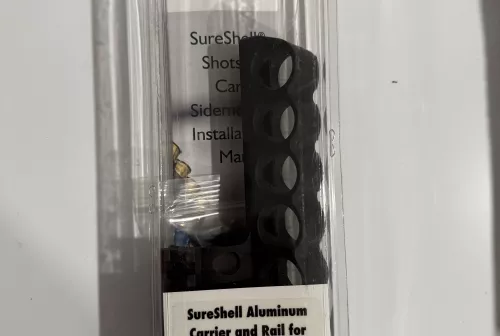 SureShell®
Shots
Car
Sidem
Installa
Ma
SureShell Aluminum
Carrier and Rail for